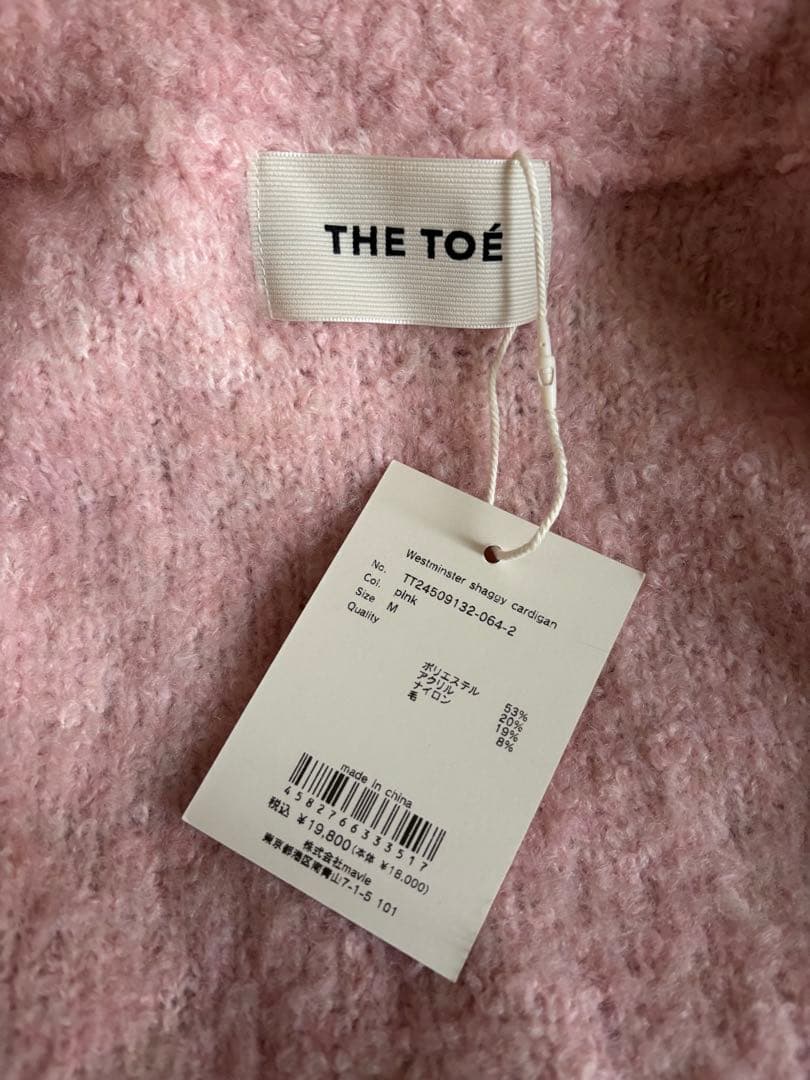 THE TOÉ
Westminster shaggy cardigan
No. TT24509132-064-2
Col. pink
Size M
Quality
ポリエステル 53%
アクリル 20%
ナイロン 19%
毛 8%
made in china
4582766333517
税込 ¥19,800(本体 ¥18,000)
株式会社mavie
東京都港区南青山7-1-5 101